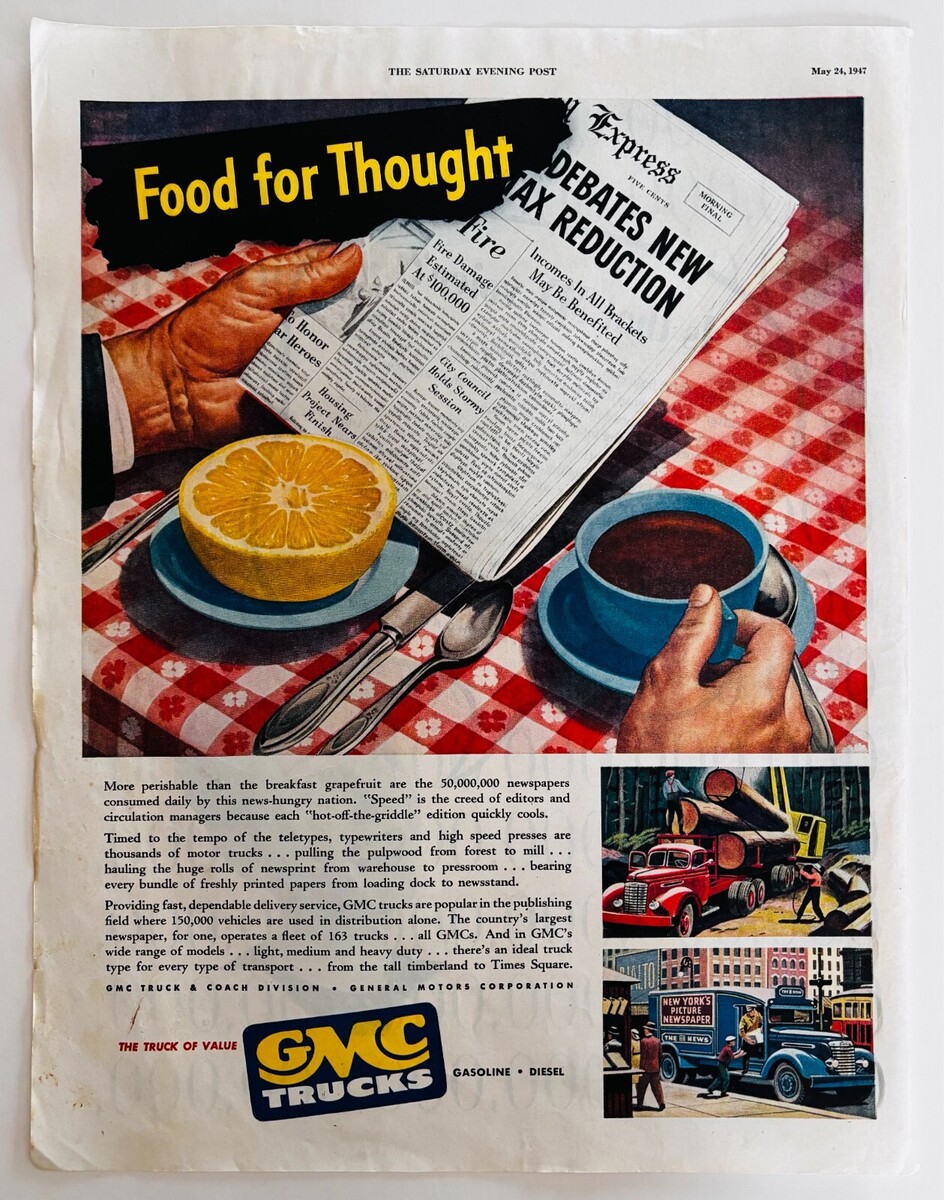 THE SATURDAY EVENING POST
May 24, 1947
Food for Thought
Express
FIVE CENTS
MORNING
FINAL
DEBATES NEW
TAX REDUCTION
Incomes In All Brackets
May Be Benefited
Fire
Fire Damage
Estimated
At $100,000
City Council
Holds Stormy
Session
To Honor
ar Heroes
Housing
Project Nears
Finish
More perishable than the breakfast grapefruit are the 50,000,000 newspapers
consumed daily by this news-hungry nation. "Speed" is the creed of editors and
circulation managers because each "hot-off-the-griddle" edition quickly cools.
Timed to the tempo of the teletypes, typewriters and high speed presses are
thousands of motor trucks . . . pulling the pulpwood from forest to mill . . .
hauling the huge rolls of newsprint from warehouse to pressroom . . . bearing
every bundle of freshly printed papers from loading dock to newsstand.
Providing fast, dependable delivery service, GMC trucks are popular in the publishing
field where 150,000 vehicles are used in distribution alone. The country's largest
newspaper, for one, operates a fleet of 163 trucks . . . all GMCs. And in GMC's
wide range of models . . . light, medium and heavy duty . . . there's an ideal truck
type for every type of transport . . . from the tall timberland to Times Square.
GMC TRUCK & COACH DIVISION • GENERAL MOTORS CORPORATION
THE TRUCK OF VALUE
GMC
TRUCKS
GASOLINE • DIESEL
RIALTO
NEW YORK'S
PICTURE
NEWSPAPER
THE NEWS